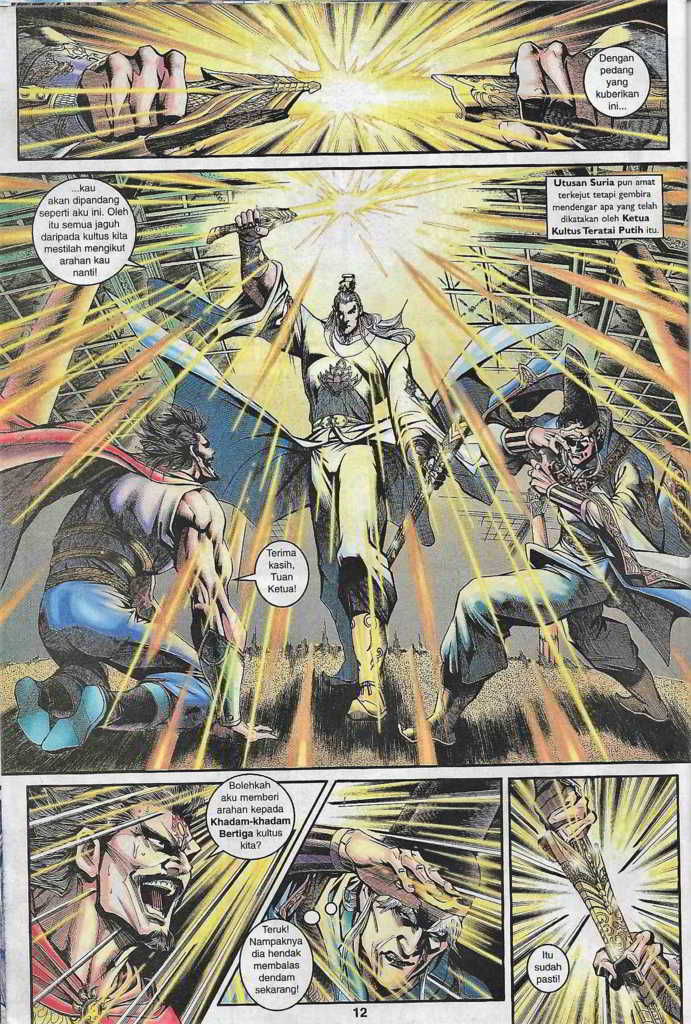 Dengan
pedang
yang
kuberikan
ini...
...kau
akan dipandang
seperti aku ini. Oleh
itu semua jaguh
daripada kultus kita
mestilah mengikut
arahan kau
nanti!
Utusan Suria pun amat
terkejut tetapi gembira
mendengar apa yang telah
dikatakan oleh Ketua
Kultus Teratai Putih itu.
Terima
kasih,
Tuan
Ketua!
Bolehkah
aku memberi
arahan kepada
Khadam-khadam
Bertiga kultus
kita?
Teruk!
Nampaknya
dia hendak
membalas
dendam
sekarang!
Itu
sudah
pasti!
12